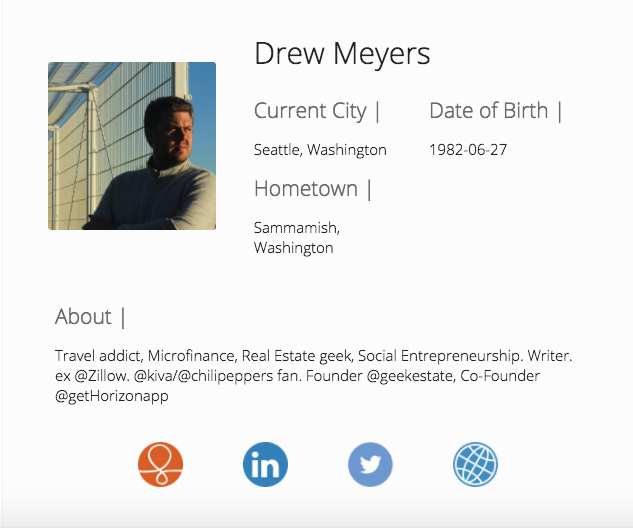 Drew Meyers
Current City |
Date of Birth |
Seattle, Washington
1982-06-27
Hometown |
Sammamish,
Washington
About |
Travel addict, Microfinance, Real Estate geek, Social Entrepreneurship. Writer.
ex @Zillow. @kiva/@chilipeppers fan. Founder @geekestate, Co-Founder
@getHorizonapp
in